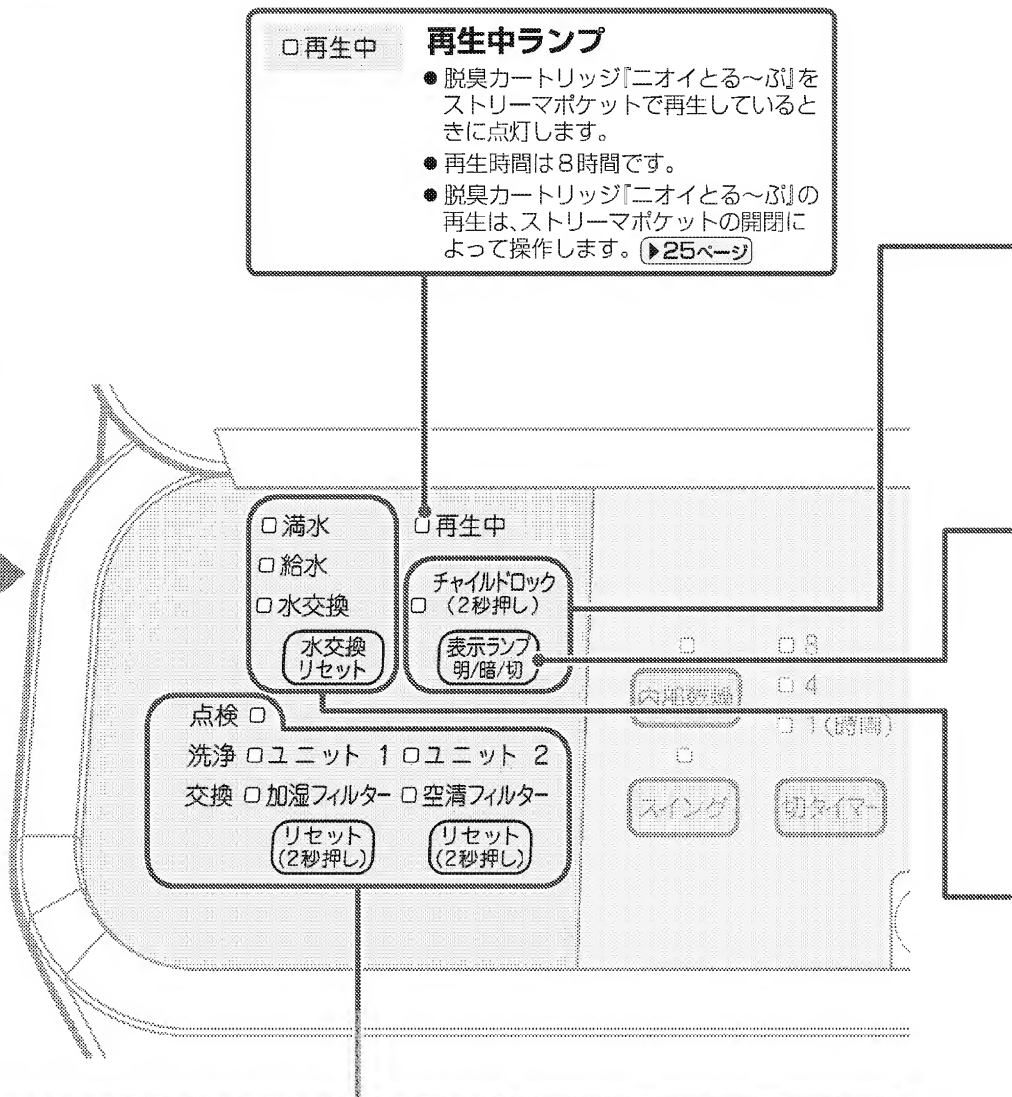 □再生中
再生中ランプ
●脱臭カートリッジ『ニオイとる～ぷ』を
ストリーマポケットで再生していると
きに点灯します。
●再生時間は8時間です。
●脱臭カートリッジ『ニオイとる～ぷ』の
再生は、ストリーマポケットの開閉に
よって操作します。▶25ページ
□満水
□再生中
□給水
チャイルドロック
□水交換
□(2秒押し)
水交換
リセット
表示ランプ
明/暗/切
□8
内部乾燥
□4
□1(時間)
点検□
洗浄□ユニット 1□ユニット 2
交換□加湿フィルター□空清フィルター
スイング
切タイマー
リセット
(2秒押し)
リセット
(2秒押し)